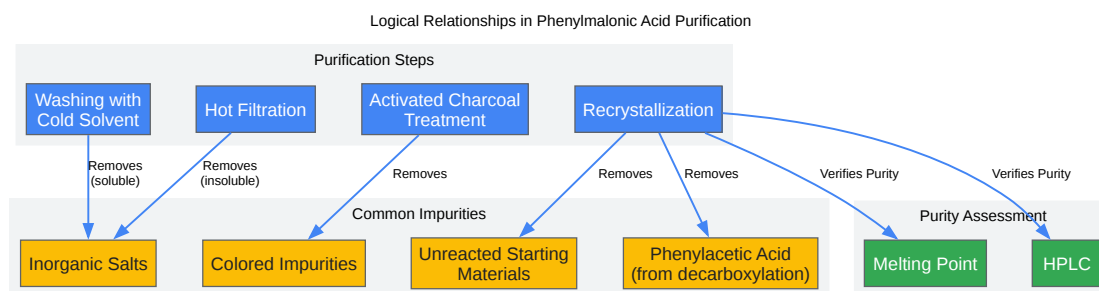 Logical Relationships in Phenylmalonic Acid Purification
Purification Steps
Washing with
Cold Solvent
Hot Filtration
Activated Charcoal
Treatment
Recrystallization
Removes
(soluble)
Removes
(insoluble)
Removes
Removes
Removes
Verifies Purity
Verifies Purity
Common Impurities
Purity Assessment
Inorganic Salts
Colored Impurities
Unreacted Starting
Materials
Phenylacetic Acid
(from decarboxylation)
Melting Point
HPLC